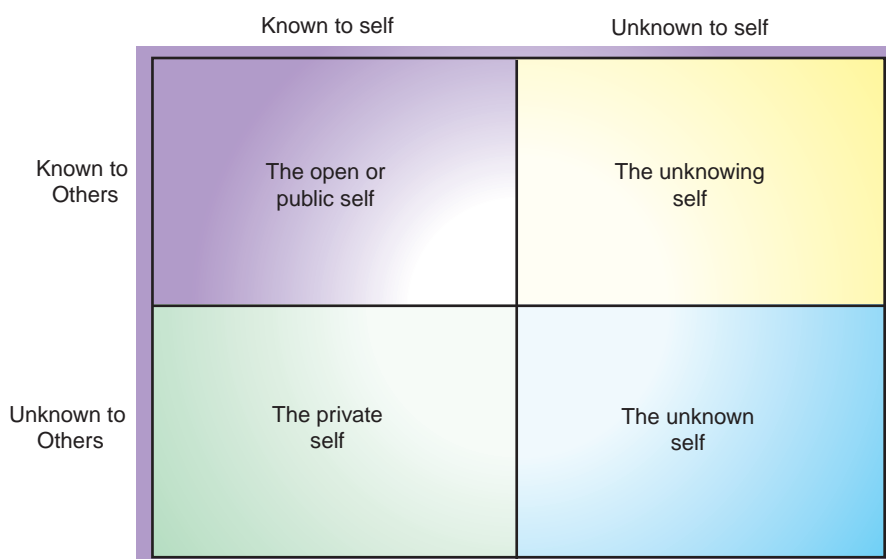 Known to self
Unknown to self
Known to
Others
The open or
public self
The unknowing
self
Unknown to
Others
The private
self
The unknown
self